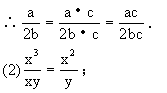 ∴ a/2b = a·c/2b·c = ac/2bc.
(2) x³/xy = x²/y;